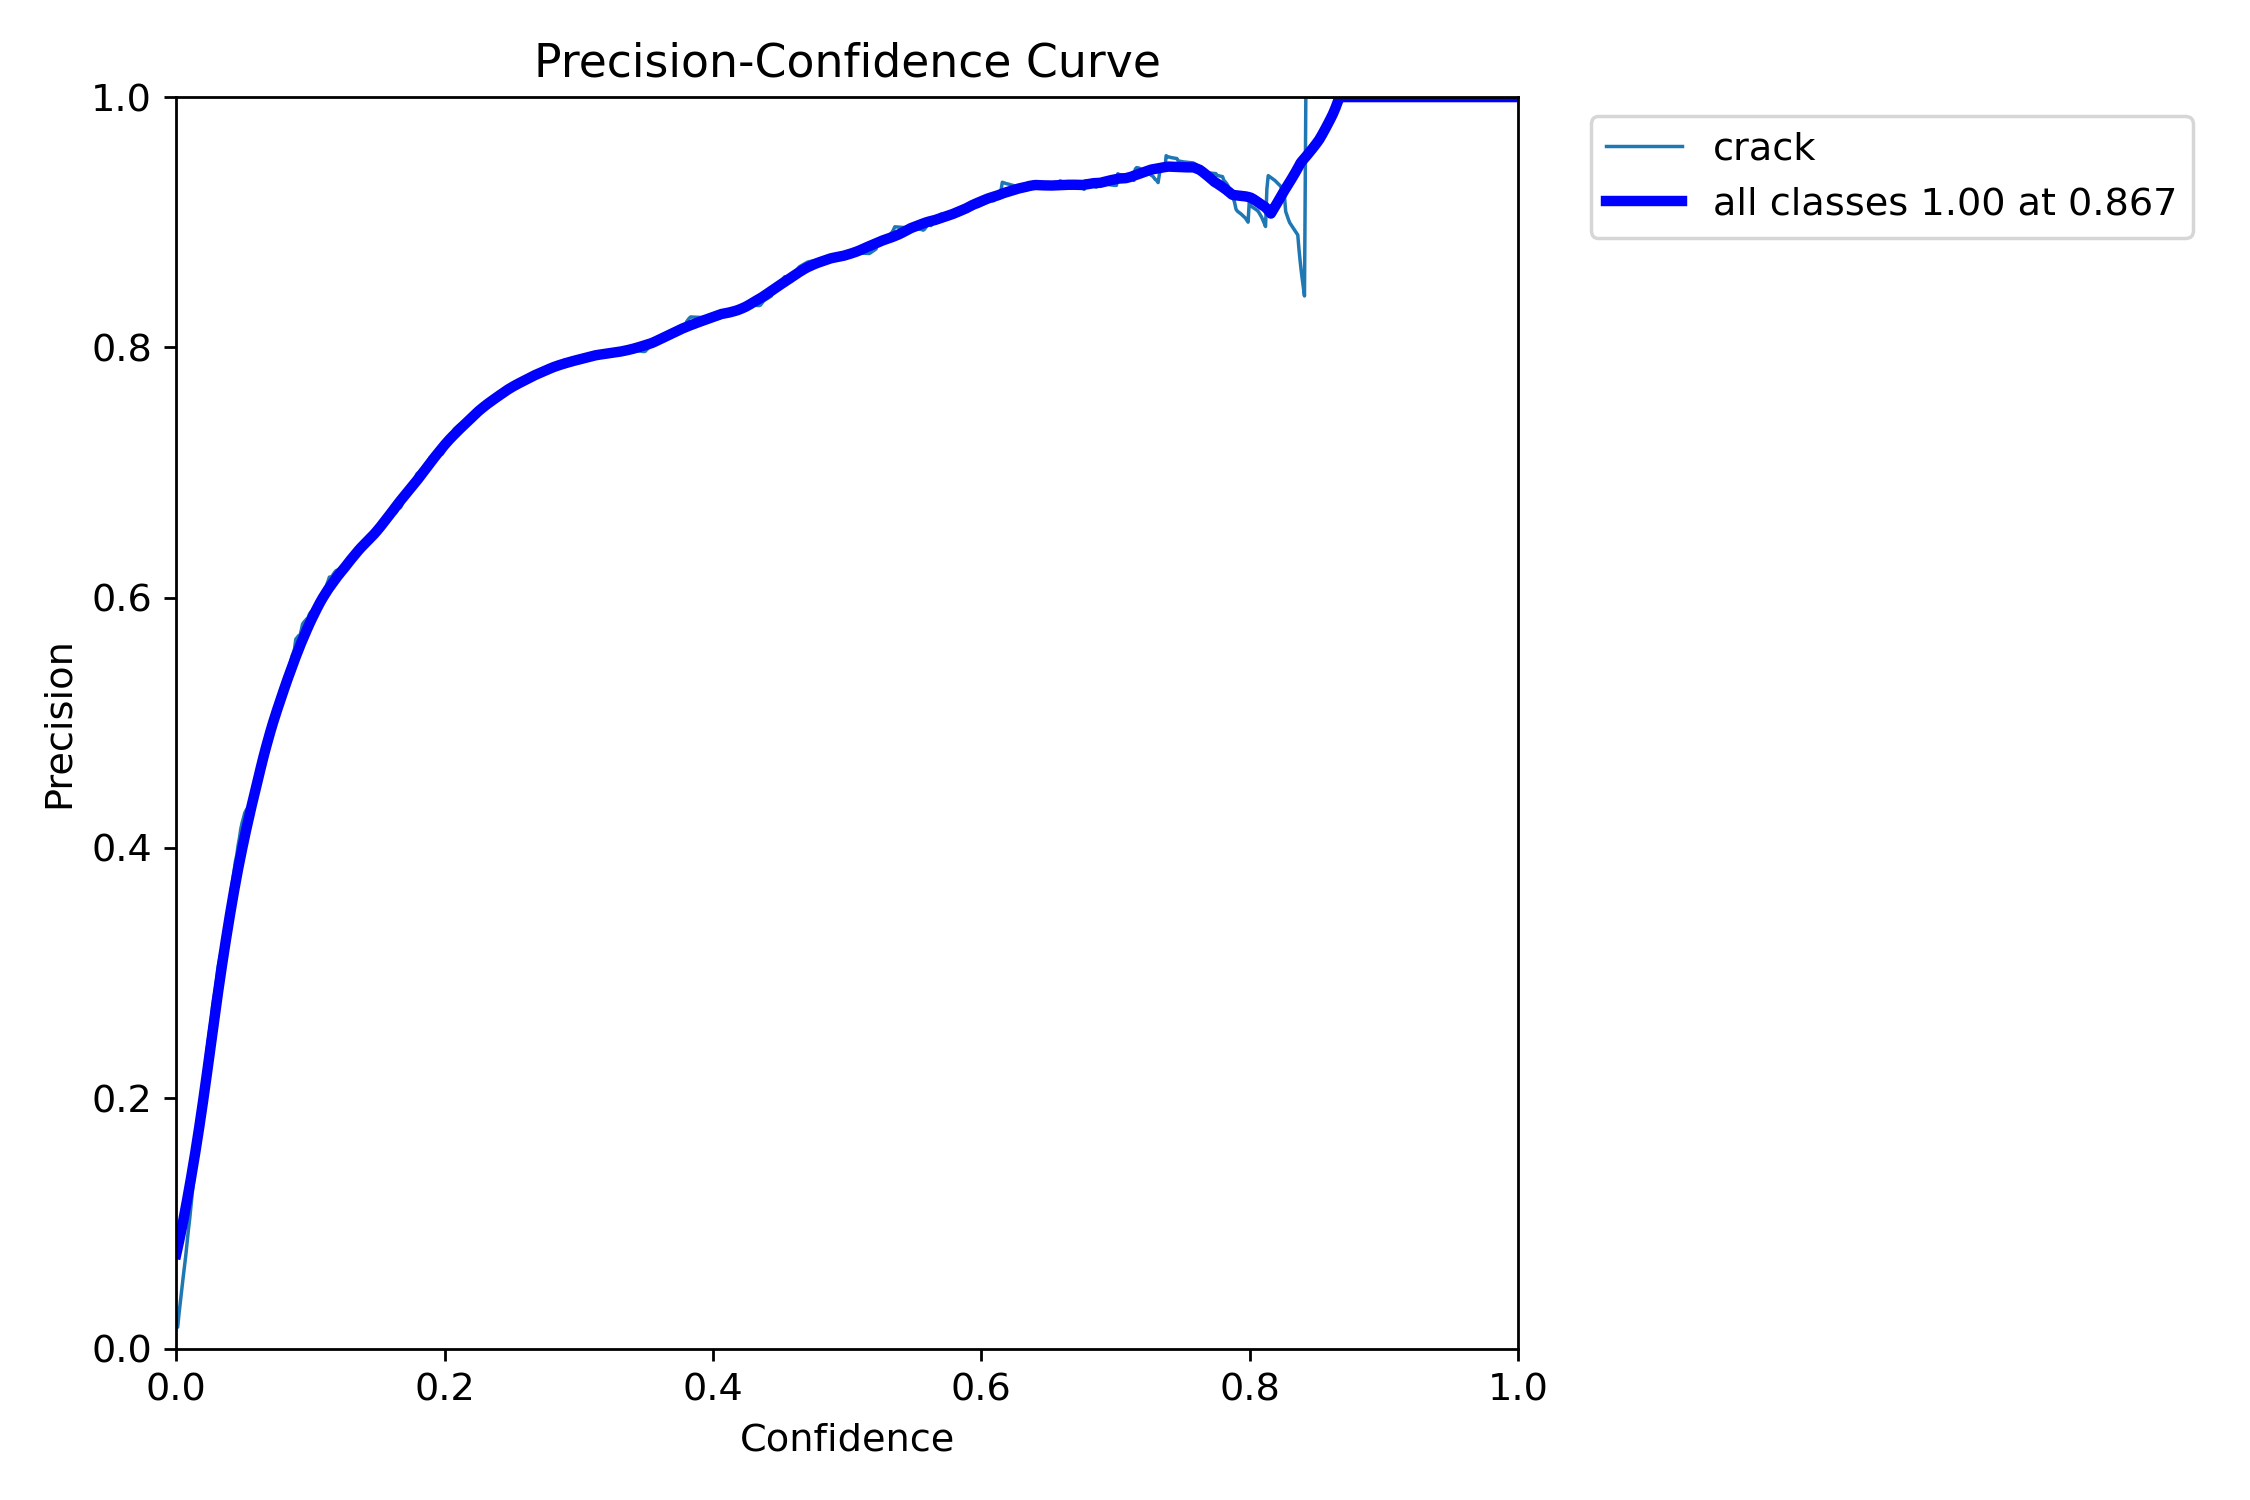 Precision-Confidence Curve
1.0
0.8
0.6
0.4
0.2
0.0
Precision
0.0 0.2 0.4 0.6 0.8 1.0
Confidence
crack
all classes 1.00 at 0.867